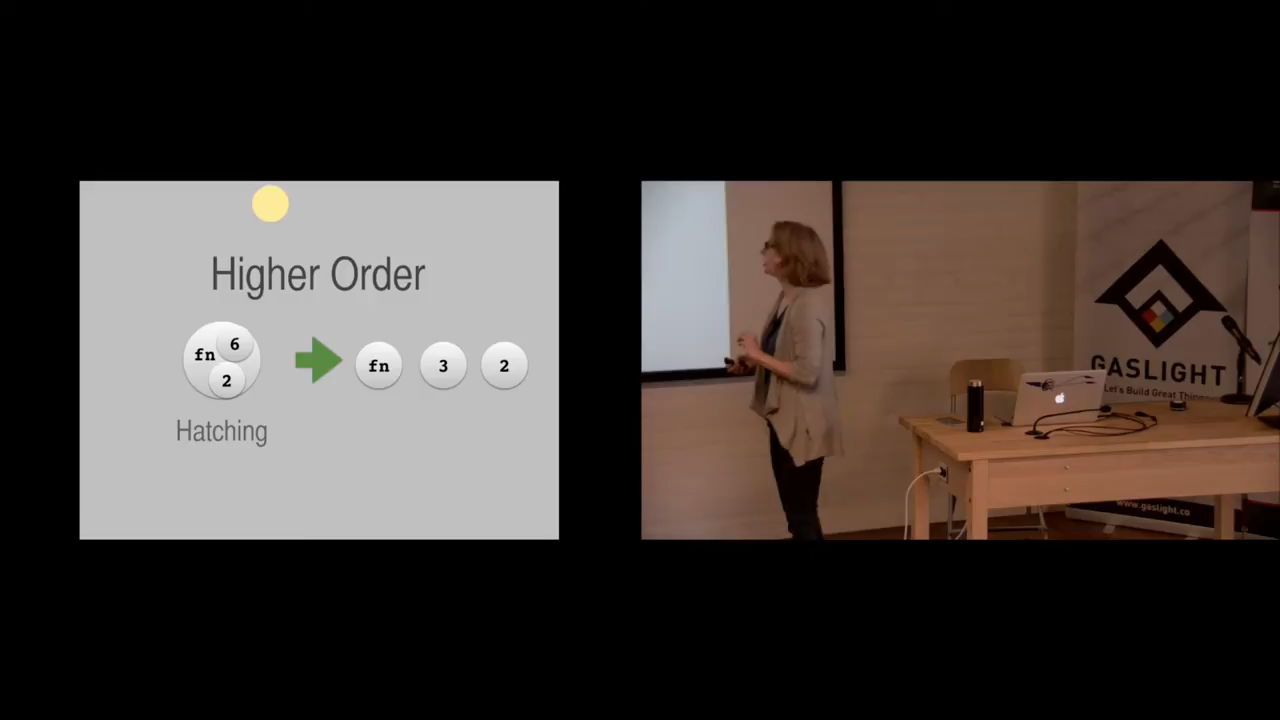 Higher Order
fn 6
2
fn 3 2
Hatching
GASLIGHT
Let's Build Great Things
www.gaslight.co